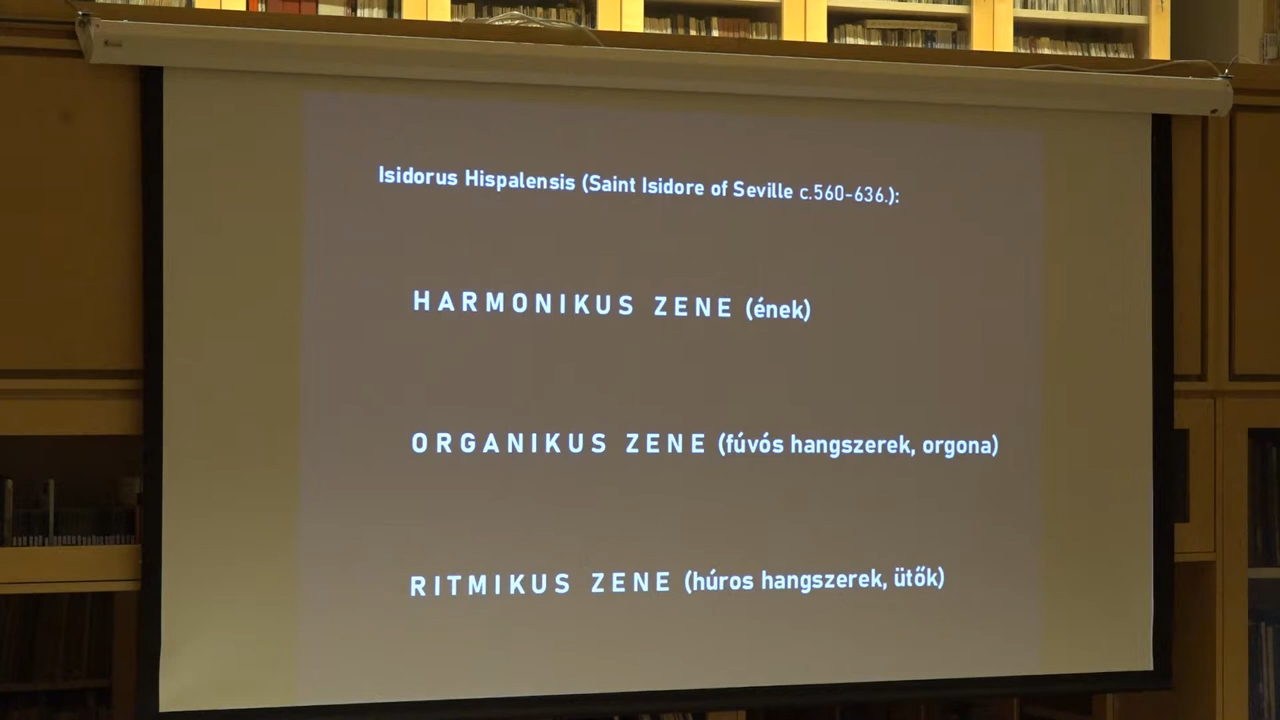 Isidorus Hispalensis (Saint Isidore of Seville c.560-636.):
HARMONIKUS ZENE (ének)
ORGANIKUS ZENE (fúvós hangszerek, orgona)
RITMIKUS ZENE (húros hangszerek, ütők)